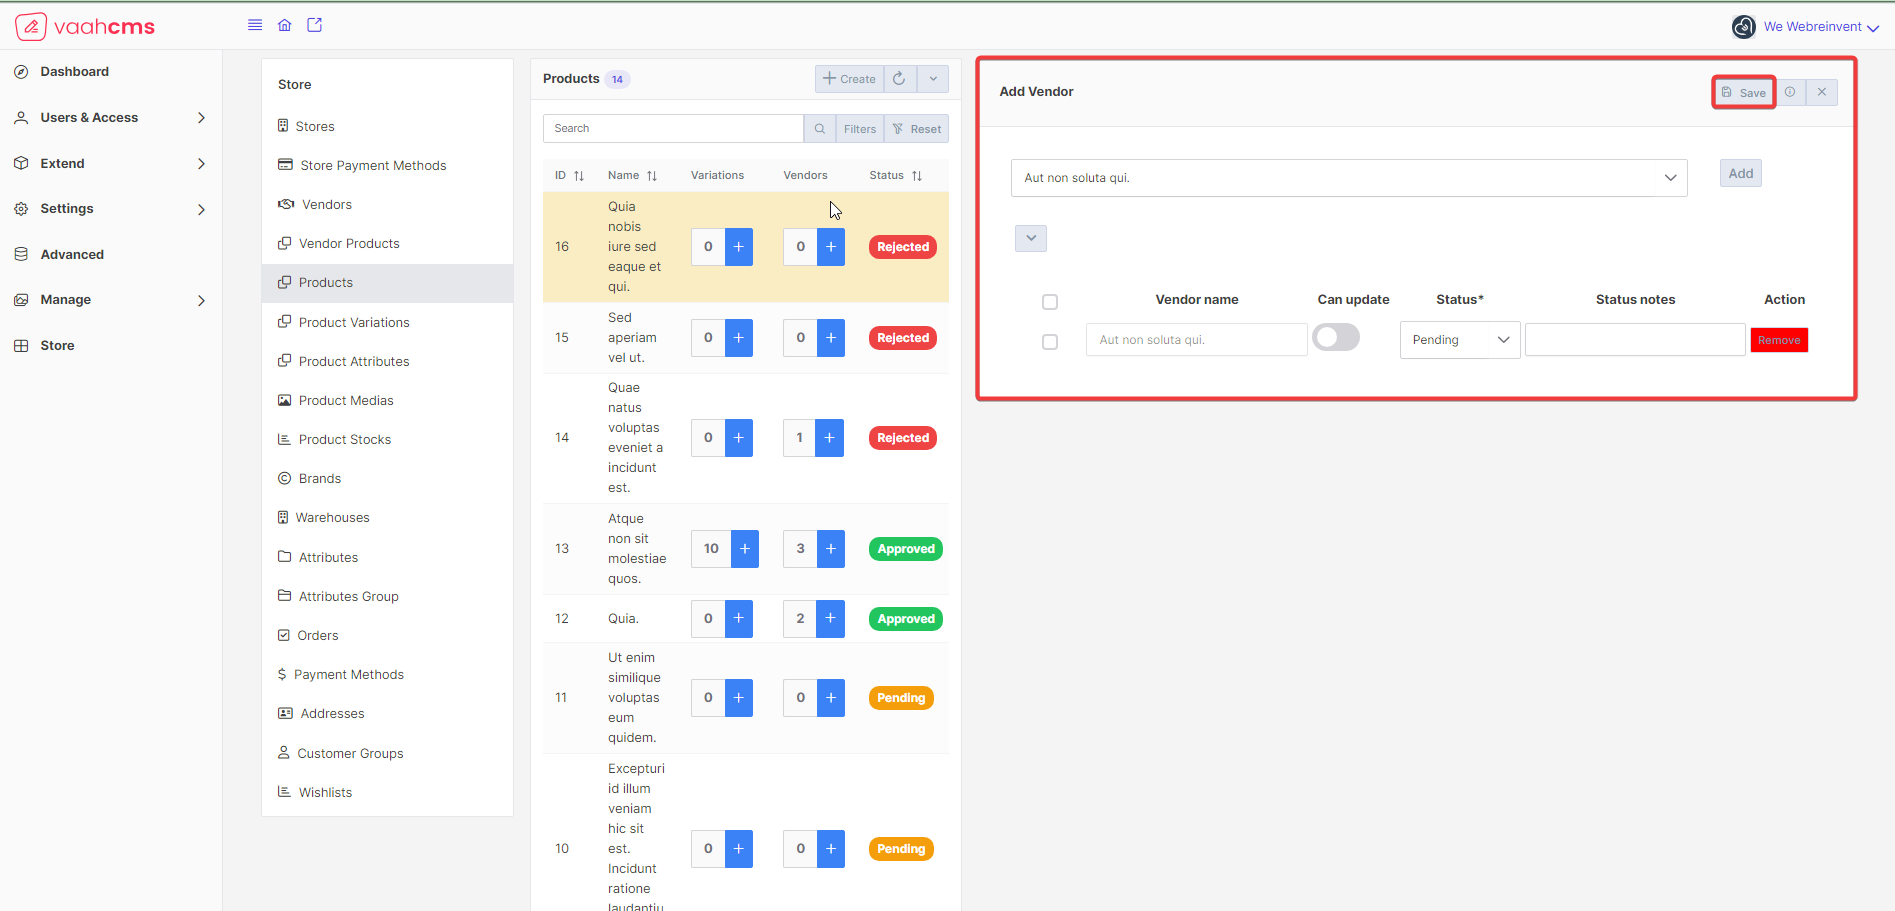 vaahcms
We Webreinvent
Dashboard
Users & Access
Extend
Settings
Advanced
Manage
Store
Store
Stores
Store Payment Methods
Vendors
Vendor Products
Products
Product Variations
Product Attributes
Product Medias
Product Stocks
Brands
Warehouses
Attributes
Attributes Group
Orders
Payment Methods
Addresses
Customer Groups
Wishlists
Products 14
Create
Search
Filters
Reset
ID Name Variations Vendors Status
16
Quia
nobis
iure sed
eaque et
qui.
0 + 0 + Rejected
15
Sed
aperiam
vel ut.
0 + 0 + Rejected
14
Quae
natus
voluptas
eveniet a
incidunt
est.
0 + 1 + Rejected
13
Atque
non sit
molestiae
quos.
10 + 3 + Approved
12
Quia.
0 + 2 + Approved
11
Ut enim
similique
voluptas
eum
quidem.
0 + 0 + Pending
10
Excepturi
id illum
veniam
hic sit
est.
Incidunt
ratione
laudantiu
0 + 0 + Pending
Add Vendor
Save
Aut non soluta qui.
Add
Vendor name Can update Status* Status notes Action
Aut non soluta qui. Pending Remove